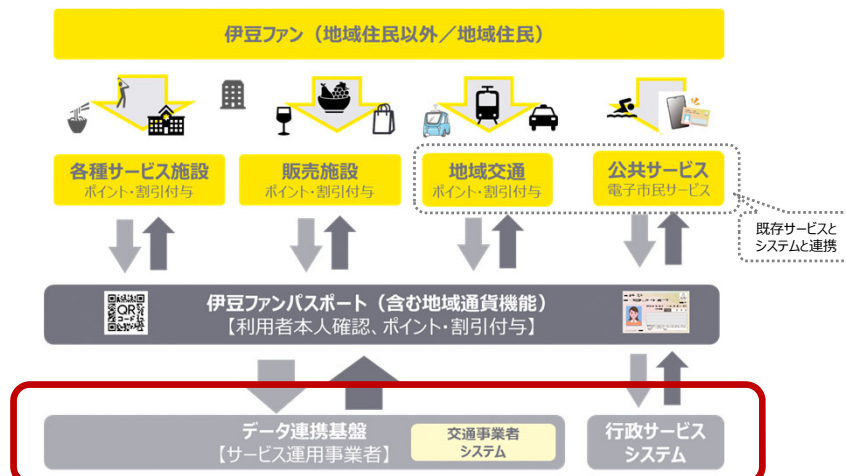 伊豆ファン（地域住民以外／地域住民）
各種サービス施設
ポイント・割引付与
販売施設
ポイント・割引付与
地域交通
ポイント・割引付与
公共サービス
電子市民サービス
既存サービスと
システムと連携
QR
コード
伊豆ファンパスポート（含む地域通貨機能）
【利用者本人確認、ポイント・割引付与】
データ連携基盤
【サービス運用事業者】
交通事業者
システム
行政サービス
システム